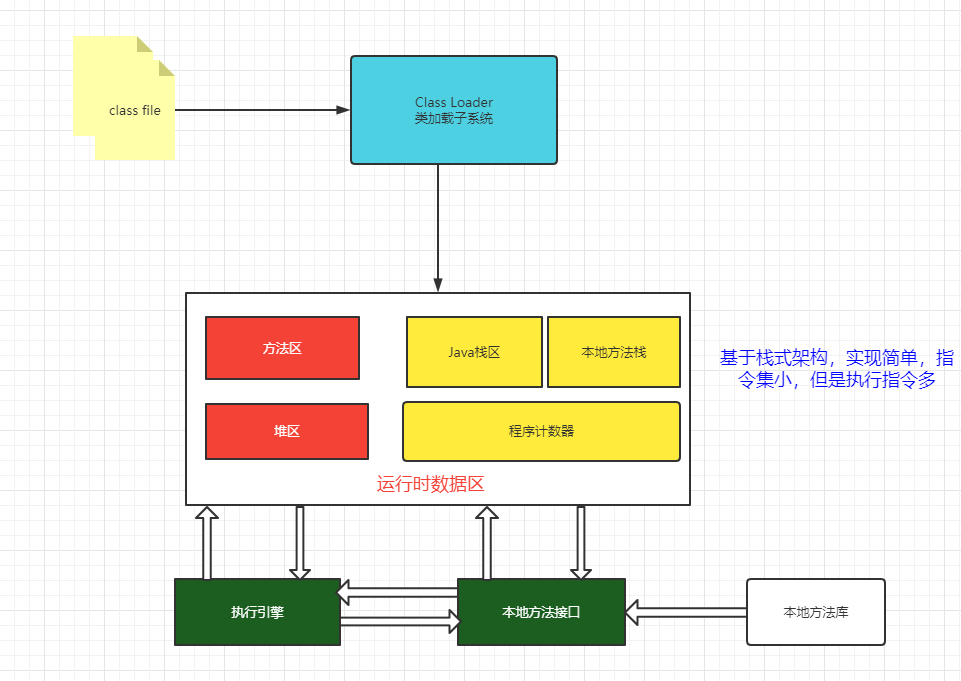 class file
Class Loader
类加载子系统
方法区
Java栈区
本地方法栈
堆区
程序计数器
运行时数据区
基于栈式架构，实现简单，指
令集小，但是执行指令多
执行引擎
本地方法接口
本地方法库